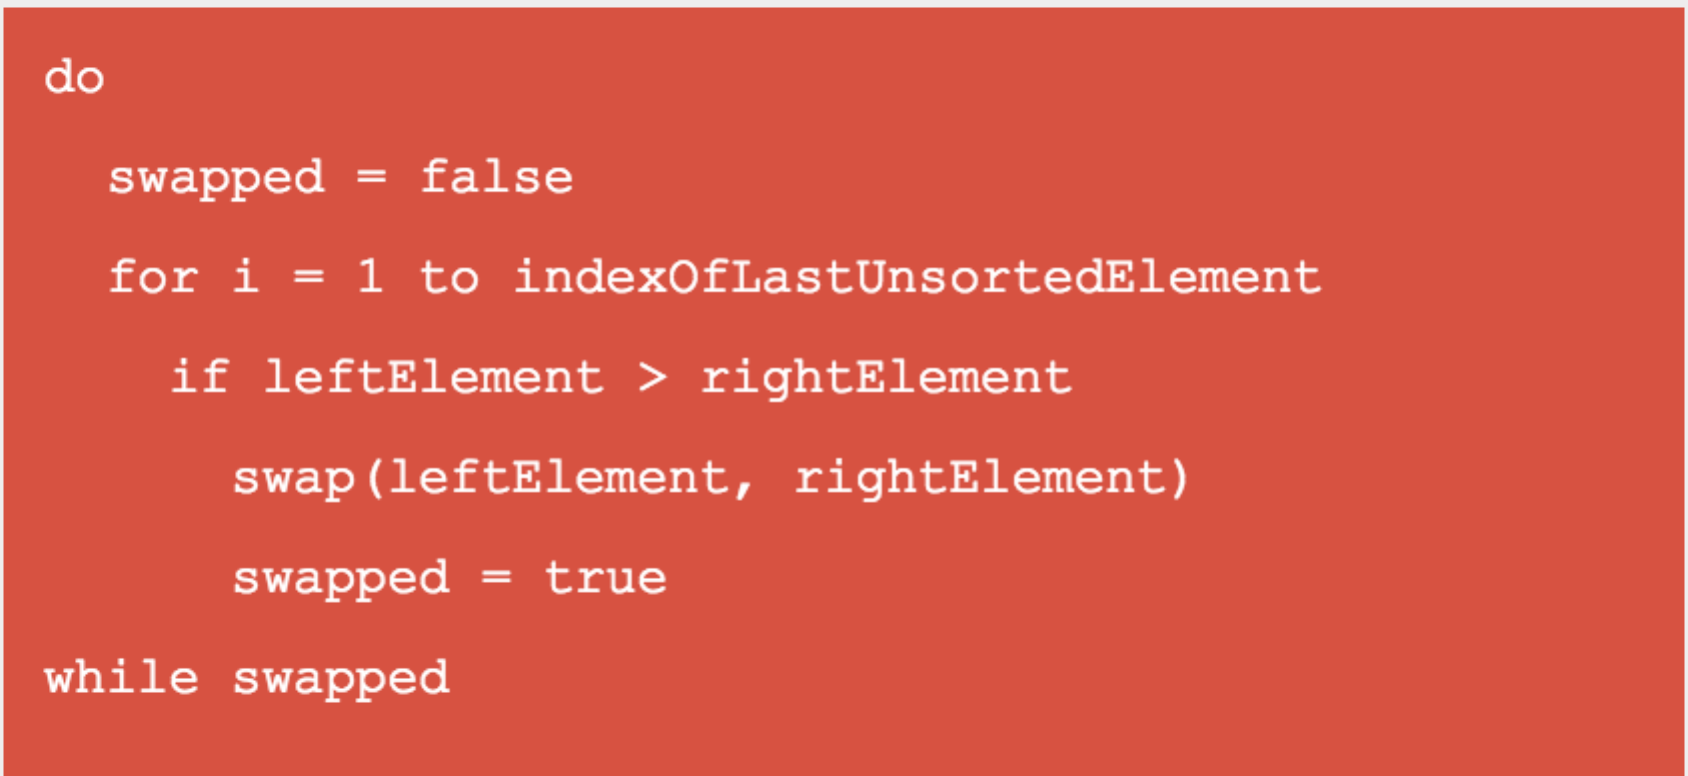 do
swapped = false
for i = 1 to indexOfLastUnsortedElement
if leftElement > rightElement
swap(leftElement, rightElement)
swapped = true
while swapped